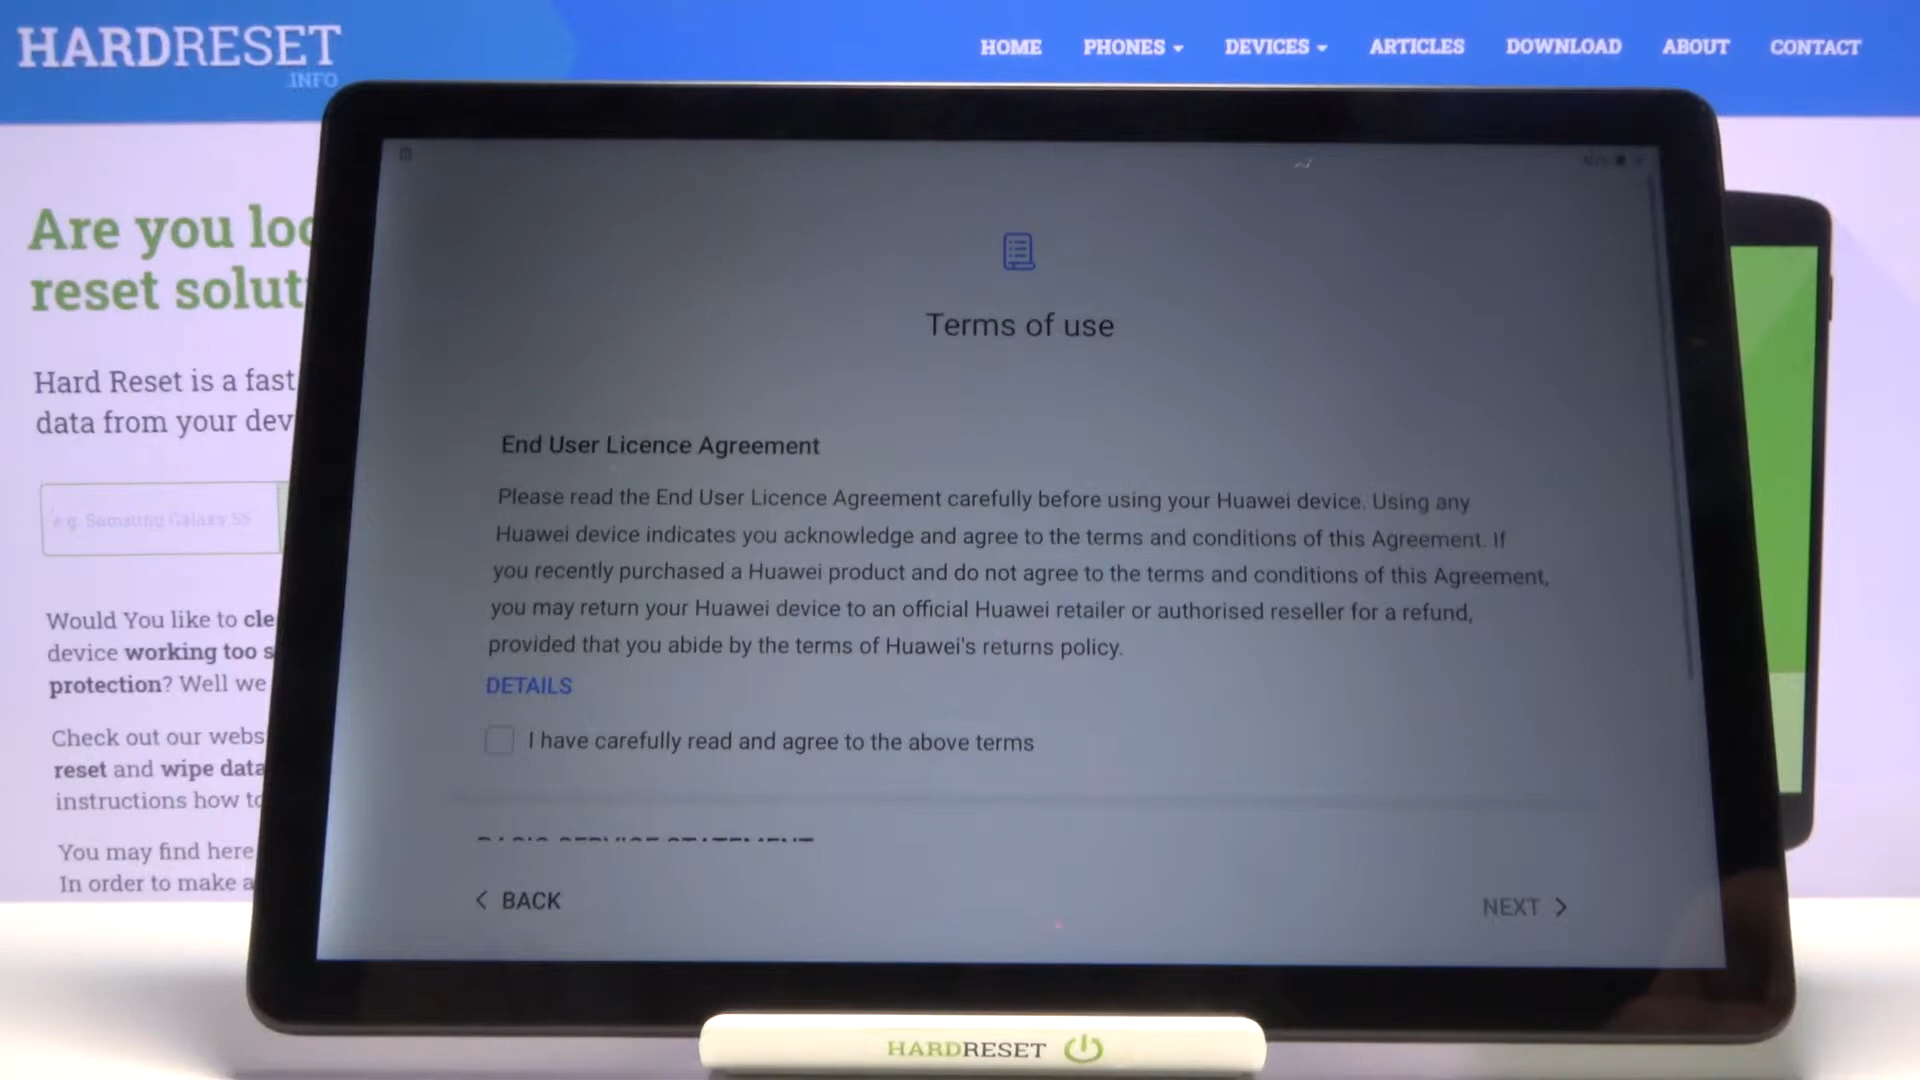 HARDRESET
.INFO
HOME PHONES DEVICES ARTICLES DOWNLOAD ABOUT CONTACT
Are you loo
reset solut
Hard Reset is a fast
data from your dev
e.g. Samsung Galaxy S5
Would You like to cle
device working too s
protection? Well we
Check out our webs
reset and wipe data
instructions how to
You may find here
In order to make a
Terms of use
End User Licence Agreement
Please read the End User Licence Agreement carefully before using your Huawei device. Using any
Huawei device indicates you acknowledge and agree to the terms and conditions of this Agreement. If
you recently purchased a Huawei product and do not agree to the terms and conditions of this Agreement,
you may return your Huawei device to an official Huawei retailer or authorised reseller for a refund,
provided that you abide by the terms of Huawei's returns policy.
DETAILS
I have carefully read and agree to the above terms
BACK
NEXT
HARDRESET